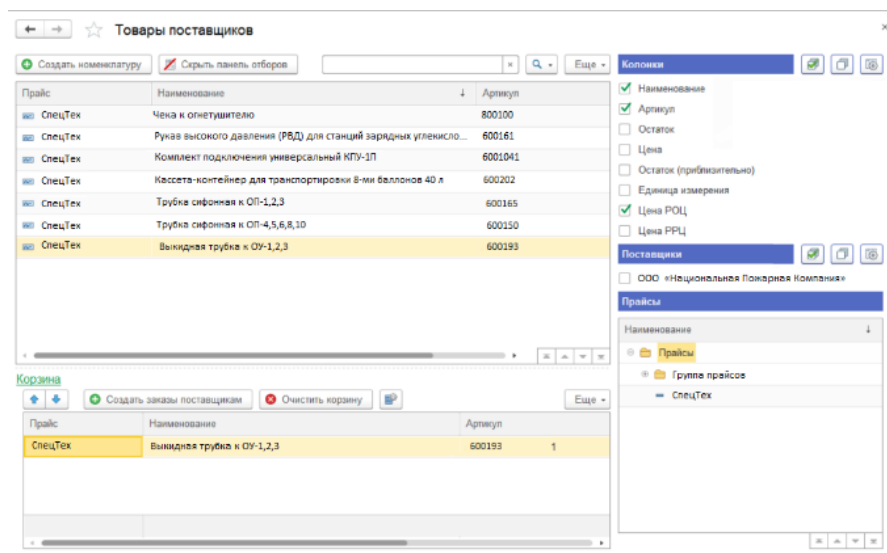 Товары поставщиков
Создать номенклатуру Скрыть панель отборов Еще
Прайс Наименование Артикул
СпецТех Чека к огнетушителю 800100
СпецТех Рукав высокого давления (РВД) для станций зарядных углекисло... 600161
СпецТех Комплект подключения универсальный КПУ-1П 6001041
СпецТех Кассета-контейнер для транспортировки 8-ми баллонов 40 л 600202
СпецТех Трубка сифонная к ОП-1,2,3 600165
СпецТех Трубка сифонная к ОП-4,5,6,8,10 600150
СпецТех Выкидная трубка к ОУ-1,2,3 600193
Корзина
Создать заказы поставщикам Очистить корзину Еще
Прайс Наименование Артикул
СпецТех Выкидная трубка к ОУ-1,2,3 600193 1
Колонки
Наименование
Артикул
Остаток
Цена
Остаток (приблизительно)
Единица измерения
Цена РОЦ
Цена РРЦ
Поставщики
ООО «Национальная Пожарная Компания»
Прайсы
Наименование
Прайсы
Группа прайсов
СпецТех